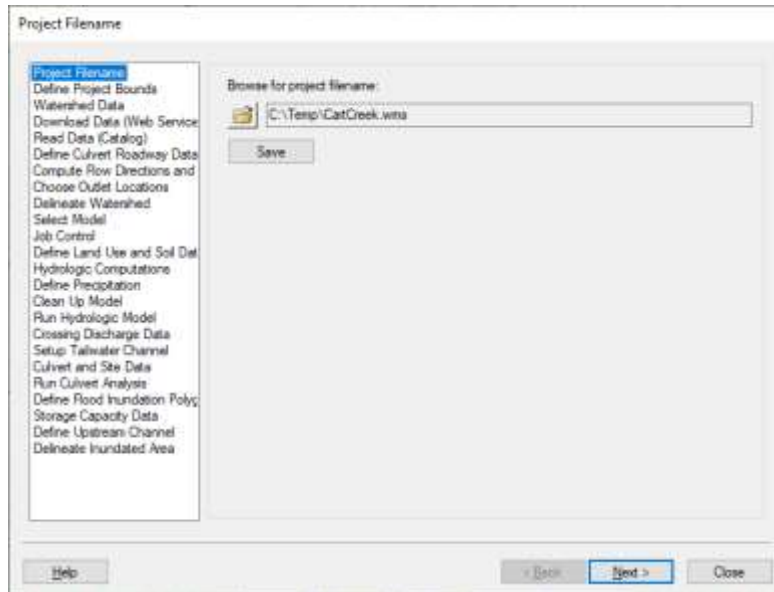 Project Filename
Project Filename
Define Project Bounds
Watershed Data
Download Data (Web Service
Read Data (Catalog)
Define Culvert Roadway Data
Compute Flow Directions and
Choose Outlet Locations
Delineate Watershed
Select Model
Job Control
Define Land Use and Soil Dat
Hydrologic Computations
Define Precipitation
Clean Up Model
Run Hydrologic Model
Crossing Discharge Data
Setup Tailwater Channel
Culvert and Site Data
Run Culvert Analysis
Define Flood Inundation Polyg
Storage Capacity Data
Define Upstream Channel
Delineate Inundated Area
Browse for project filename:
C:\Temp\CartCreek.wms
Save
Help
< Back
Next >
Close